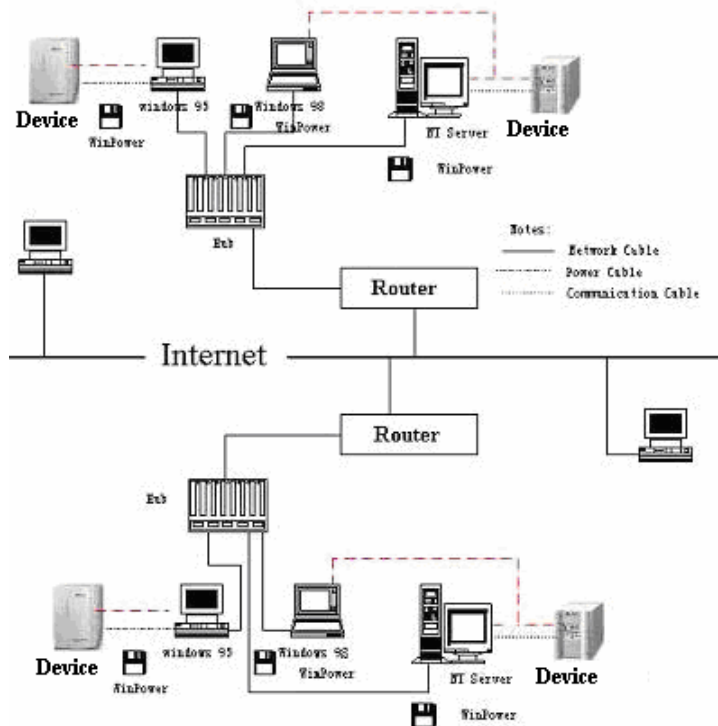 windows 95
Windows 98
Device
WinPower
WinPower
NT Server
Device
WinPower
Hub
Notes:
Network Cable
Power Cable
Communication Cable
Router
Internet
Router
Hub
windows 95
Windows 98
NT Server
Device
WinPower
WinPower
Device
WinPower